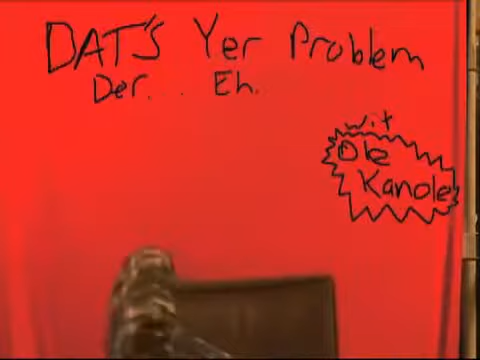 DAT'S Yer Problem
Der. . . Eh.
wit
Ole
Kanole